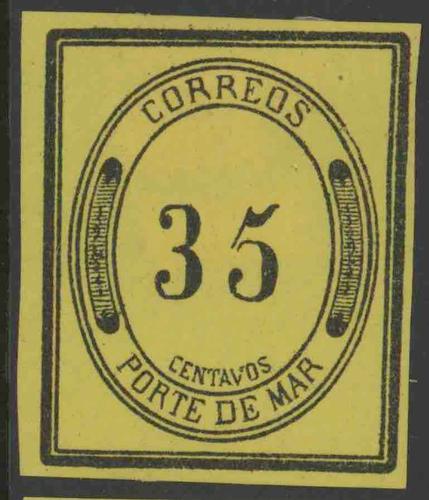 CORREOS
35
CENTAVOS
PORTE DE MAR